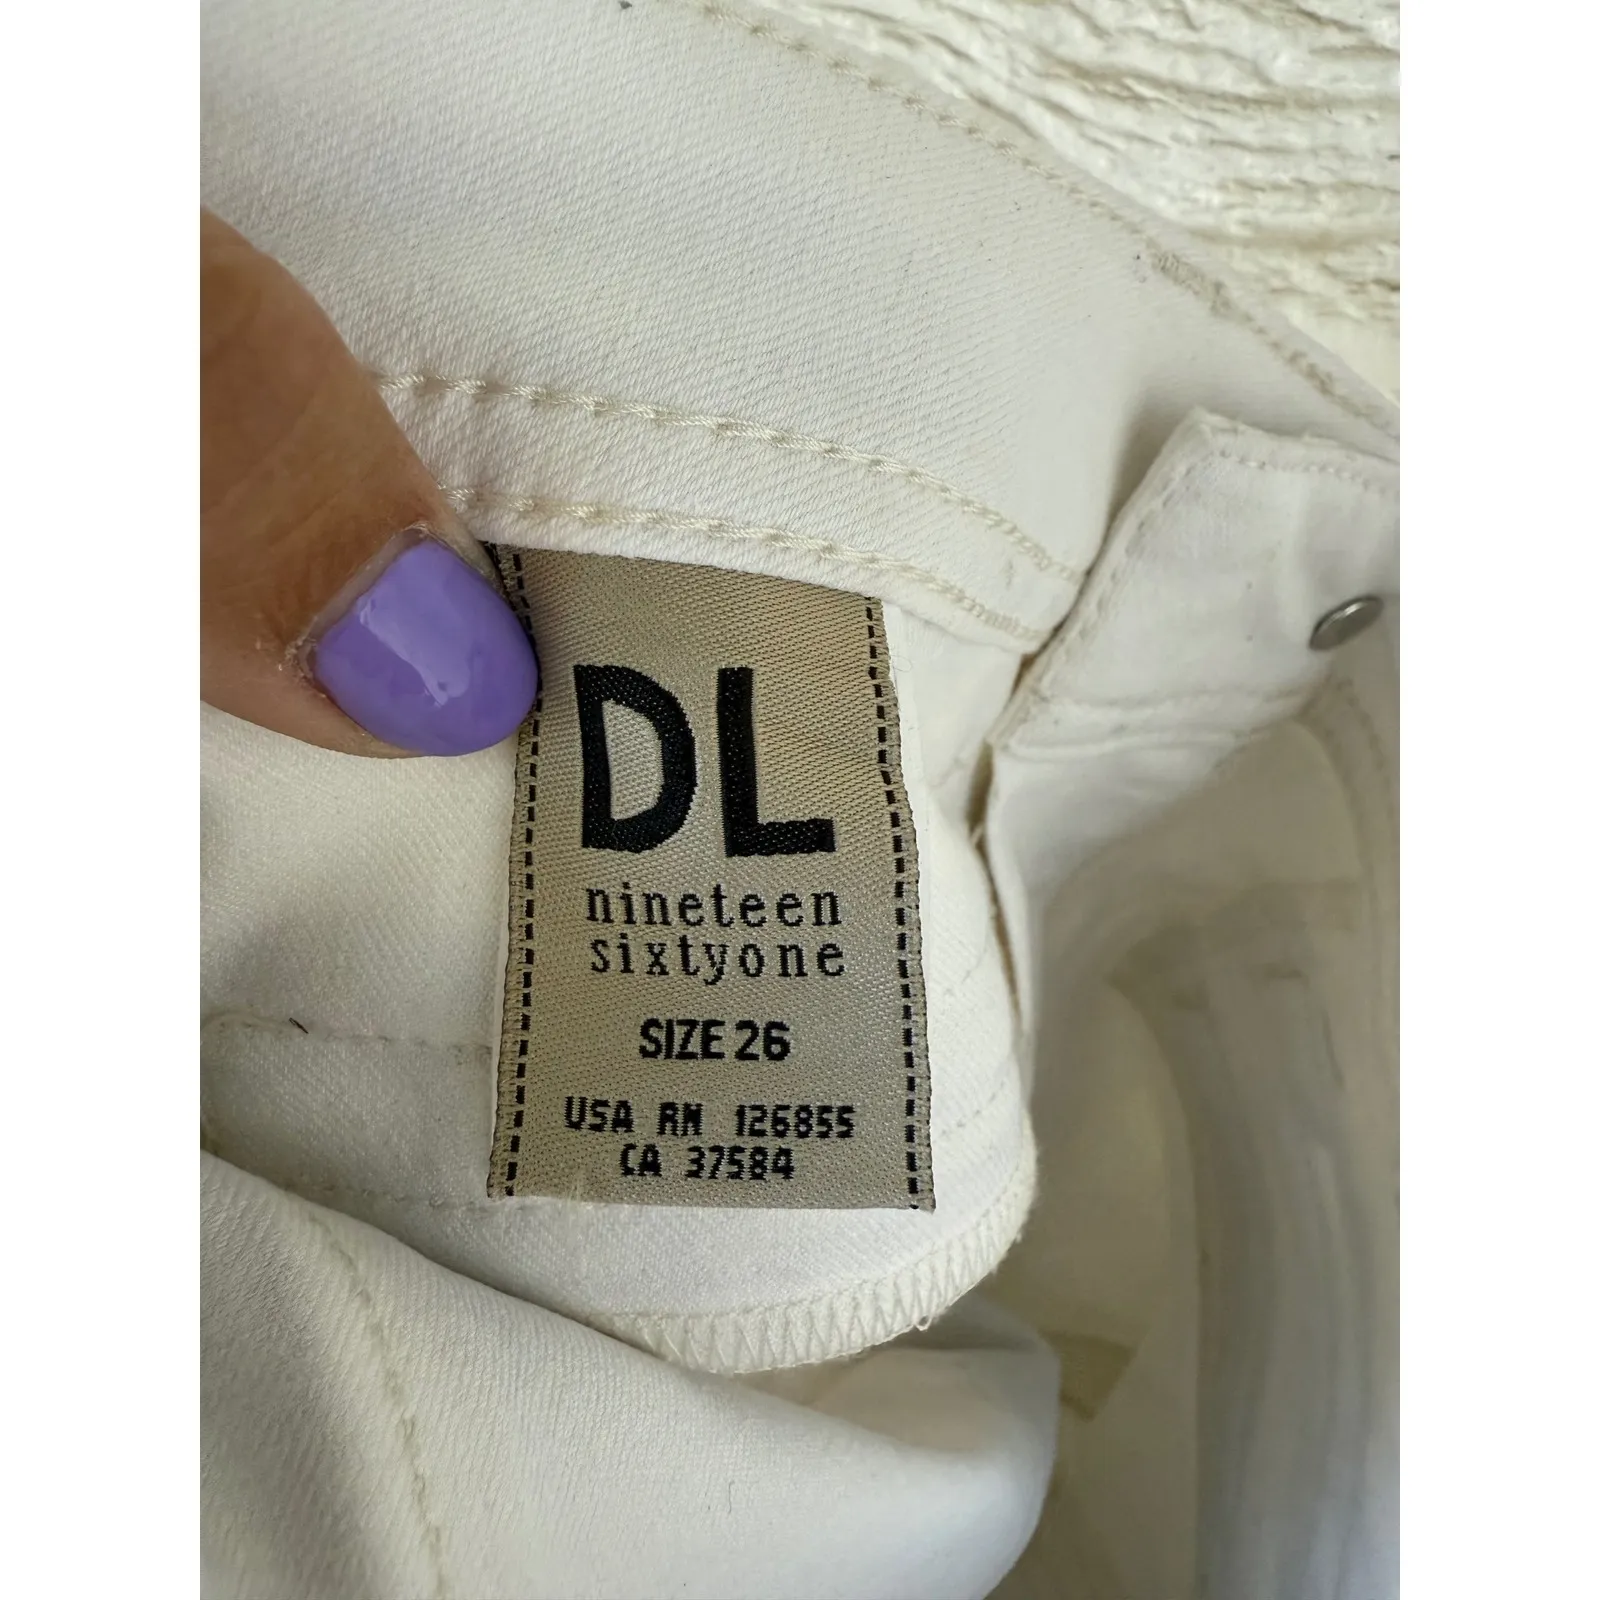 DL
nineteen
sixtyone
SIZE 26
USA RN 126855
CA 37584